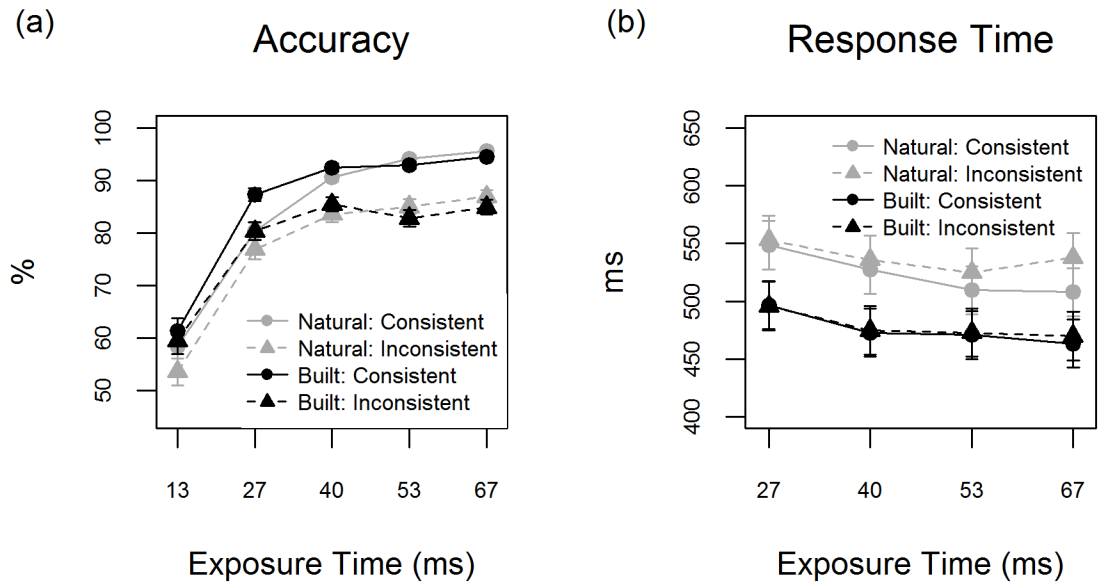 (a)
Accuracy
%
100
90
80
70
60
50
Natural: Consistent
Natural: Inconsistent
Built: Consistent
Built: Inconsistent
13 27 40 53 67
Exposure Time (ms)
(b)
Response Time
ms
650
600
550
500
450
400
Natural: Consistent
Natural: Inconsistent
Built: Consistent
Built: Inconsistent
27 40 53 67
Exposure Time (ms)